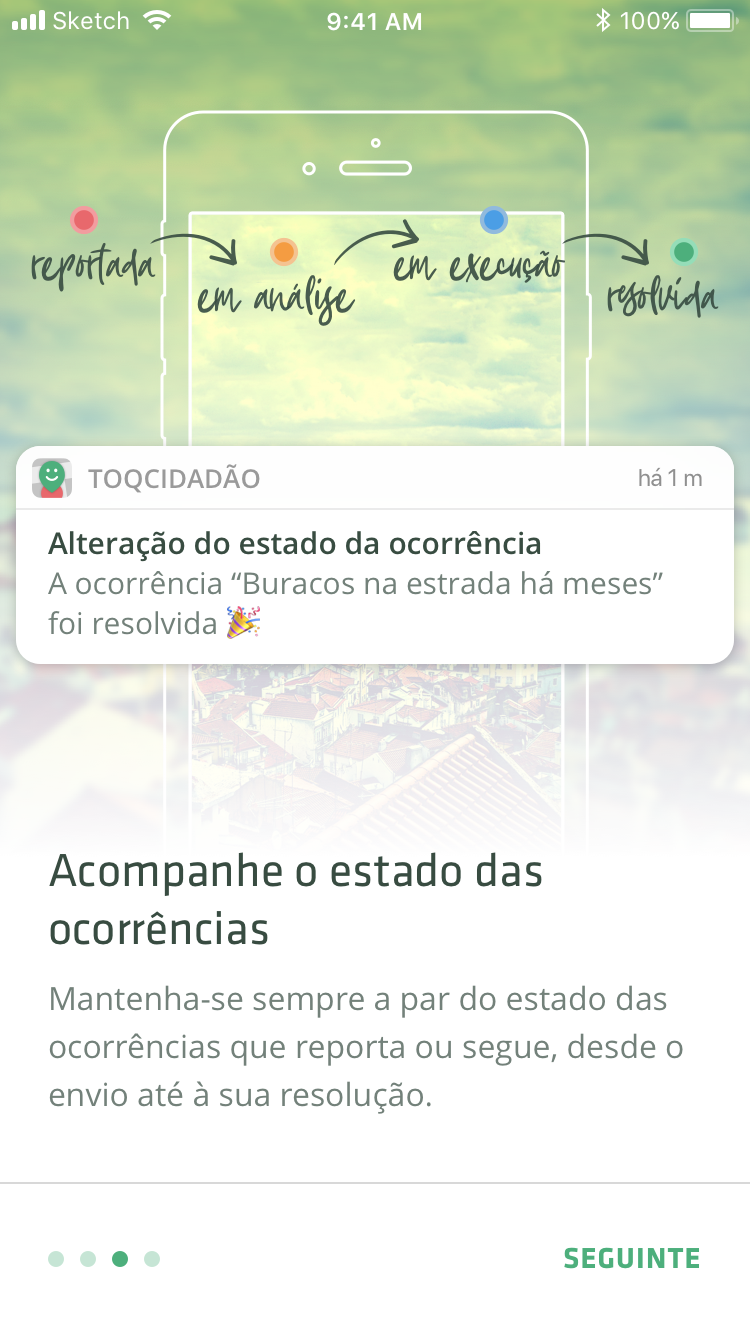 Sketch 9:41 AM 100%
reportada
em análise
em execução
resolvida
TOQCIDADÃO há 1 m
Alteração do estado da ocorrência
A ocorrência “Buracos na estrada há meses”
foi resolvida 🎉
Acompanhe o estado das
ocorrências
Mantenha-se sempre a par do estado das
ocorrências que reporta ou segue, desde o
envio até à sua resolução.
SEGUINTE